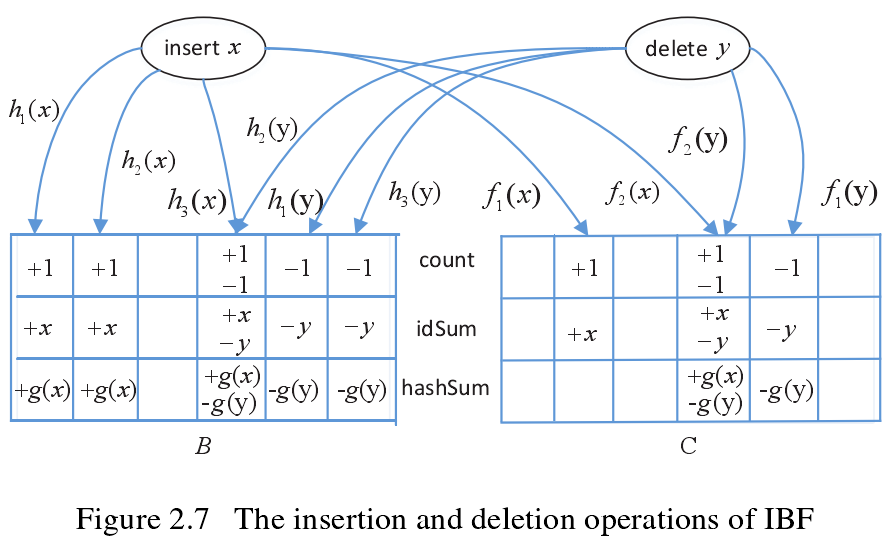 insert x
delete y
h₁(x)
h₂(x)
h₃(x)
h₂(y)
h₁(y)
h₃(y)
f₁(x)
f₂(x)
f₂(y)
f₁(y)
+1 +1 +1 −1 −1 −1 count +1 +1 −1 −1
+x +x +x −y −y −y idSum +x +x −y −y
+g(x) +g(x) +g(x) -g(y) -g(y) -g(y) hashSum +g(x) -g(y) -g(y)
B C
Figure 2.7 The insertion and deletion operations of IBF